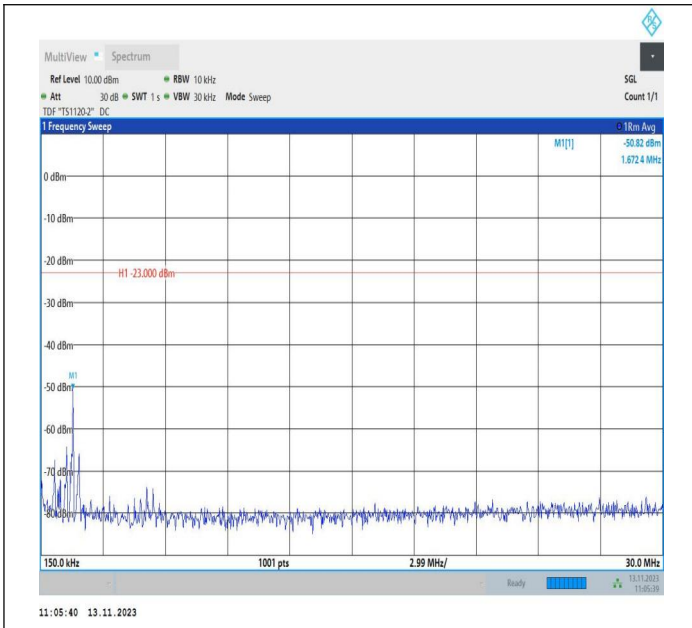 MultiView Spectrum
Ref Level 10.00 dBm RBW 10 kHz SGL
Att 30 dB SWT 1 s VBW 30 kHz Mode Sweep Count 1/1
TDF "TS1120-2" DC
1 Frequency Sweep 1Rm Avg
M1[1] -50.82 dBm
1.672 4 MHz
0 dBm
-10 dBm
-20 dBm
H1 -23.000 dBm
-30 dBm
-40 dBm
M1
-50 dBm
-60 dBm
-70 dBm
-80 dBm
150.0 kHz 1001 pts 2.99 MHz/ 30.0 MHz
Ready 13.11.2023
11:05:39
11:05:40 13.11.2023